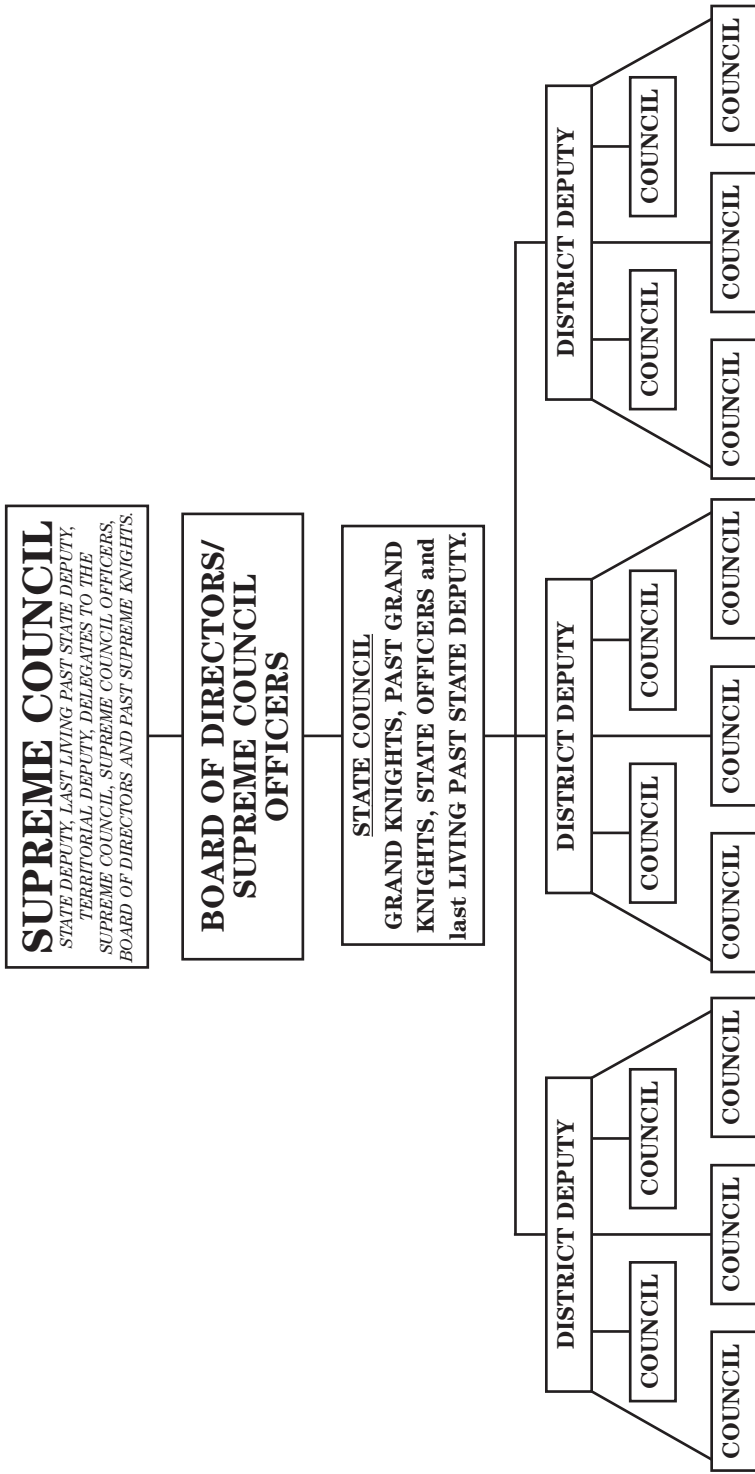 SUPREME COUNCIL
STATE DEPUTY, LAST LIVING PAST STATE DEPUTY,
TERRITORIAL DEPUTY, DELEGATES TO THE
SUPREME COUNCIL, SUPREME COUNCIL OFFICERS,
BOARD OF DIRECTORS AND PAST SUPREME KNIGHTS.
BOARD OF DIRECTORS/
SUPREME COUNCIL
OFFICERS
STATE COUNCIL
GRAND KNIGHTS, PAST GRAND
KNIGHTS, STATE OFFICERS and
last LIVING PAST STATE DEPUTY.
DISTRICT DEPUTY
COUNCIL
COUNCIL
COUNCIL
COUNCIL
COUNCIL
DISTRICT DEPUTY
COUNCIL
COUNCIL
COUNCIL
COUNCIL
COUNCIL
DISTRICT DEPUTY
COUNCIL
COUNCIL
COUNCIL
COUNCIL
COUNCIL